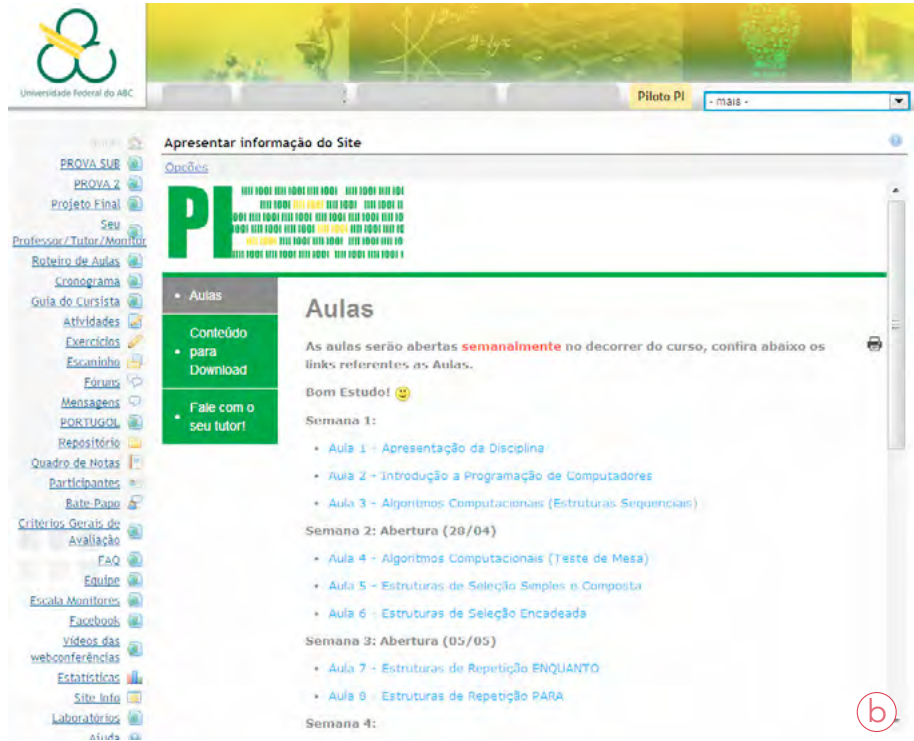 Universidade Federal do ABC
Piloto PI
- mais -
Apresentar informação do Site
Opções
PROVA SUB
PROVA 2
Projeto Final
Seu
Professor/Tutor/Monitor
Roteiro de Aulas
Cronograma
Guia do Cursista
Atividades
Exercícios
Escaninho
Fóruns
Mensagens
PORTUGOL
Repositório
Quadro de Notas
Participantes
Bate-Papo
Critérios Gerais de
Avaliação
FAQ
Equipe
Escala Monitores
Facebook
Vídeos das
webconferências
Estatísticas
Site Info
Laboratórios
Ajuda
PI
• Aulas
Conteúdo
• para
Download
• Fale com o
seu tutor!
Aulas
As aulas serão abertas semanalmente no decorrer do curso, confira abaixo os
links referentes as Aulas.
Bom Estudo!
Semana 1:
• Aula 1 - Apresentação da Disciplina
• Aula 2 - Introdução a Programação de Computadores
• Aula 3 - Algoritmos Computacionais (Estruturas Sequenciais)
Semana 2: Abertura (28/04)
• Aula 4 - Algoritmos Computacionais (Teste de Mesa)
• Aula 5 - Estruturas de Seleção Simples e Composta
• Aula 6 - Estruturas de Seleção Encadeada
Semana 3: Abertura (05/05)
• Aula 7 - Estruturas de Repetição ENQUANTO
• Aula 8 - Estruturas de Repetição PARA
Semana 4:
b